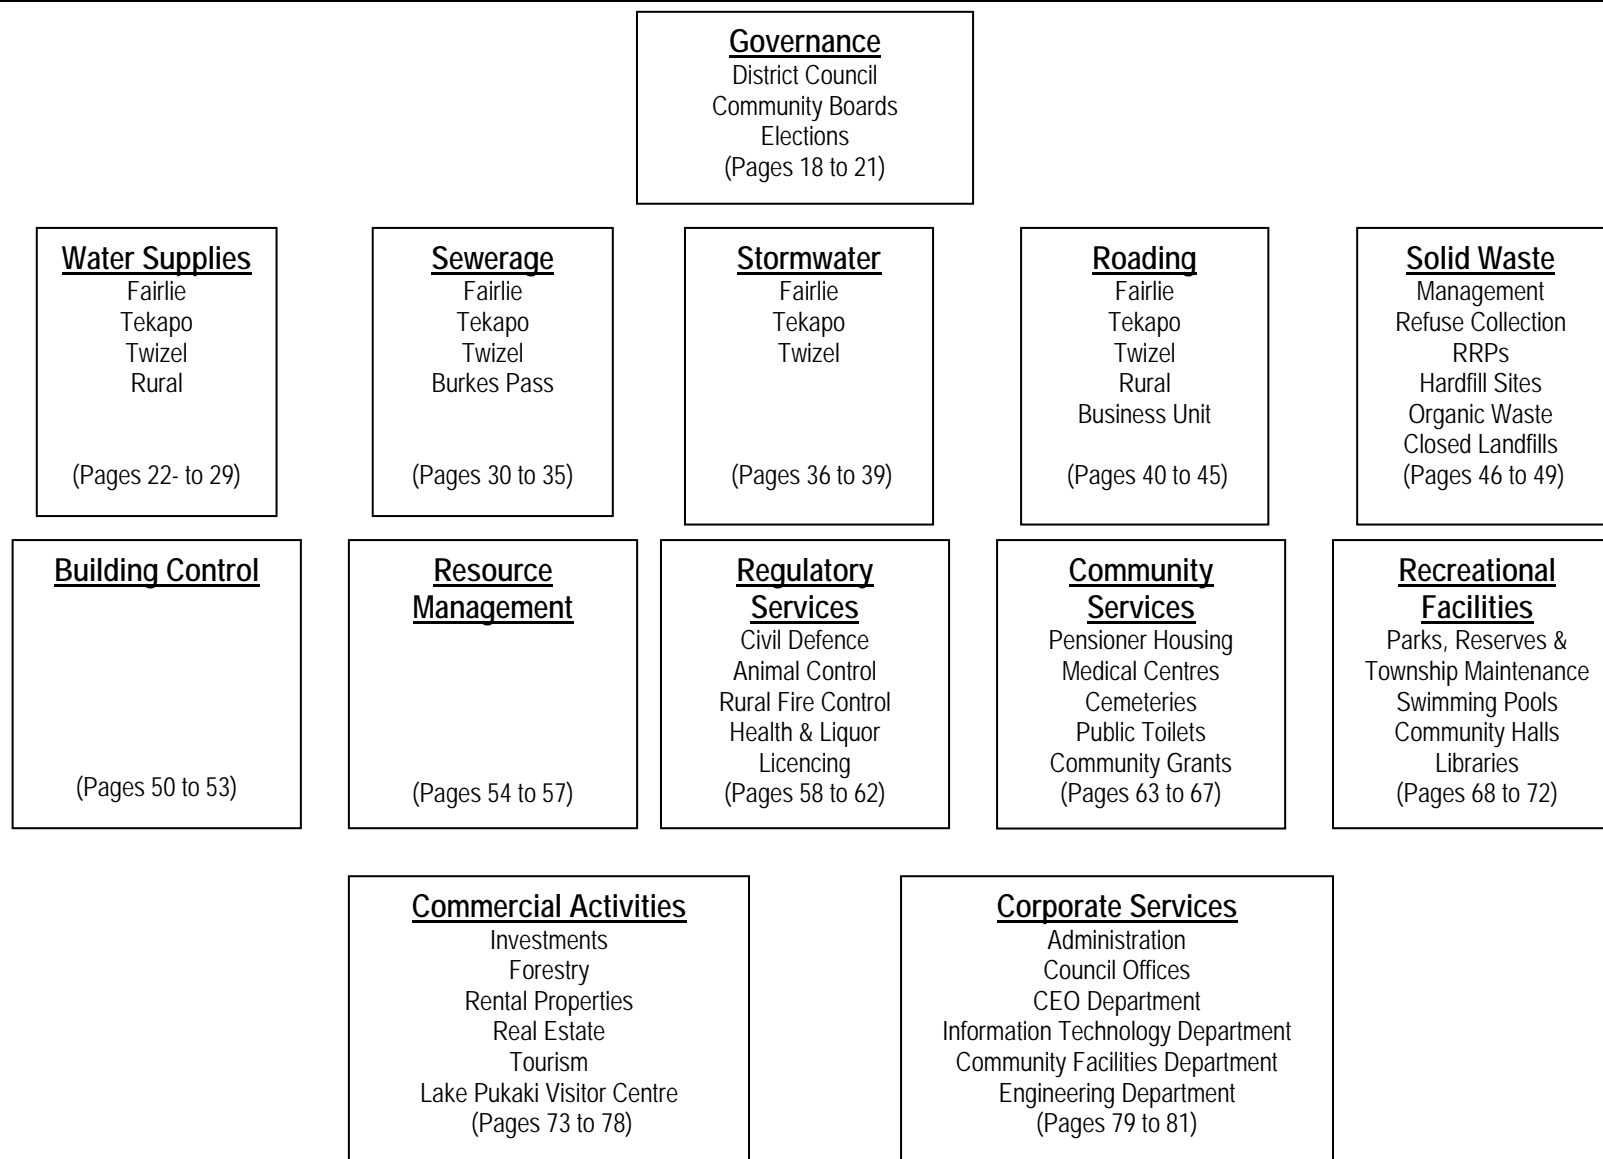 Governance
District Council
Community Boards
Elections
(Pages 18 to 21)
Water Supplies
Fairlie
Tekapo
Twizel
Rural
(Pages 22- to 29)
Sewerage
Fairlie
Tekapo
Twizel
Burkes Pass
(Pages 30 to 35)
Stormwater
Fairlie
Tekapo
Twizel
(Pages 36 to 39)
Roading
Fairlie
Tekapo
Twizel
Rural
Business Unit
(Pages 40 to 45)
Solid Waste
Management
Refuse Collection
RRPs
Hardfill Sites
Organic Waste
Closed Landfills
(Pages 46 to 49)
Building Control
(Pages 50 to 53)
Resource
Management
(Pages 54 to 57)
Regulatory
Services
Civil Defence
Animal Control
Rural Fire Control
Health & Liquor
Licencing
(Pages 58 to 62)
Community
Services
Pensioner Housing
Medical Centres
Cemeteries
Public Toilets
Community Grants
(Pages 63 to 67)
Recreational
Facilities
Parks, Reserves &
Township Maintenance
Swimming Pools
Community Halls
Libraries
(Pages 68 to 72)
Commercial Activities
Investments
Forestry
Rental Properties
Real Estate
Tourism
Lake Pukaki Visitor Centre
(Pages 73 to 78)
Corporate Services
Administration
Council Offices
CEO Department
Information Technology Department
Community Facilities Department
Engineering Department
(Pages 79 to 81)